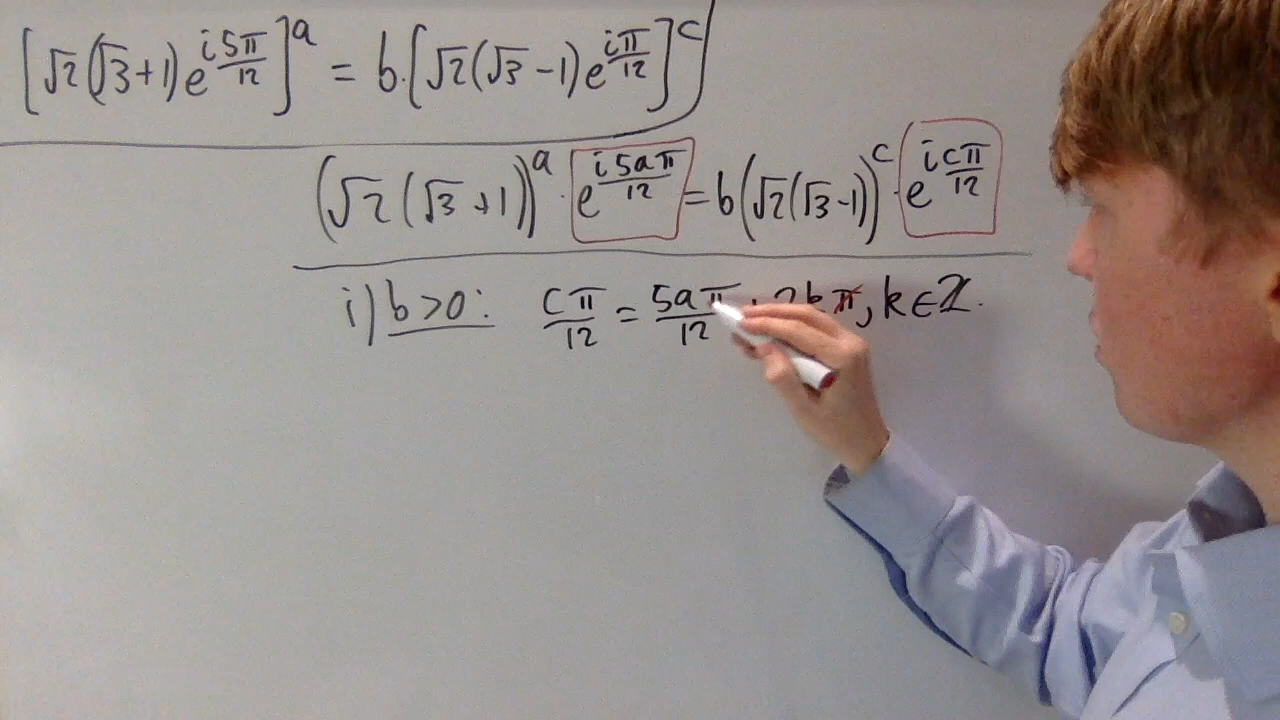 [√2(√3+1)e^(i5π/12)]^a = b·[√2(√3-1)e^(iπ/12)]^c
(√2(√3+1))^a · e^(i5aπ/12) = b(√2(√3-1))^c · e^(icπ/12)
i) b>0: cπ/12 = 5aπ/12 + 2kπ, k∈ℤ.